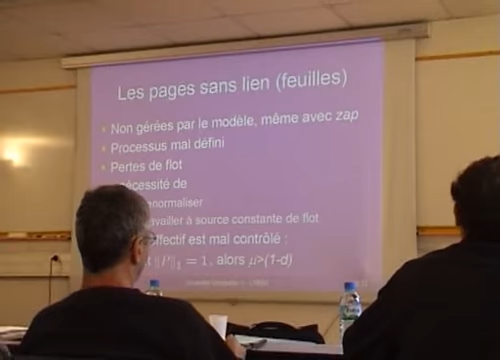 Les pages sans lien (feuilles)
Non gérées par le modèle, même avec zap
Processus mal défini
Pertes de flot
écessité de
enormaliser
availler à source constante de flot
ffectif est mal contrôlé :
= 1, alors μ>(1-d)